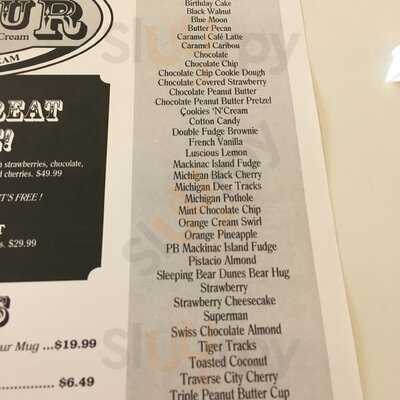 UR
Cream
CREAM
REAT
!
n strawberries, chocolate,
d cherries. $49.99
T'S FREE !
T
s. $29.99
S
ur Mug ...$19.99
$6.49
Birthday Cake
Black Walnut
Blue Moon
Butter Pecan
Caramel Café Latte
Caramel Caribou
Chocolate
Chocolate Chip
Chocolate Chip Cookie Dough
Chocolate Covered Strawberry
Chocolate Peanut Butter
Chocolate Peanut Butter Pretzel
Cookies 'N'Cream
Cotton Candy
Double Fudge Brownie
French Vanilla
Luscious Lemon
Mackinac Island Fudge
Michigan Black Cherry
Michigan Deer Tracks
Michigan Pothole
Mint Chocolate Chip
Orange Cream Swirl
Orange Pineapple
PB Mackinac Island Fudge
Pistacio Almond
Sleeping Bear Dunes Bear Hug
Strawberry
Strawberry Cheesecake
Superman
Swiss Chocolate Almond
Tiger Tracks
Toasted Coconut
Traverse City Cherry
Triple Peanut Butter Cup